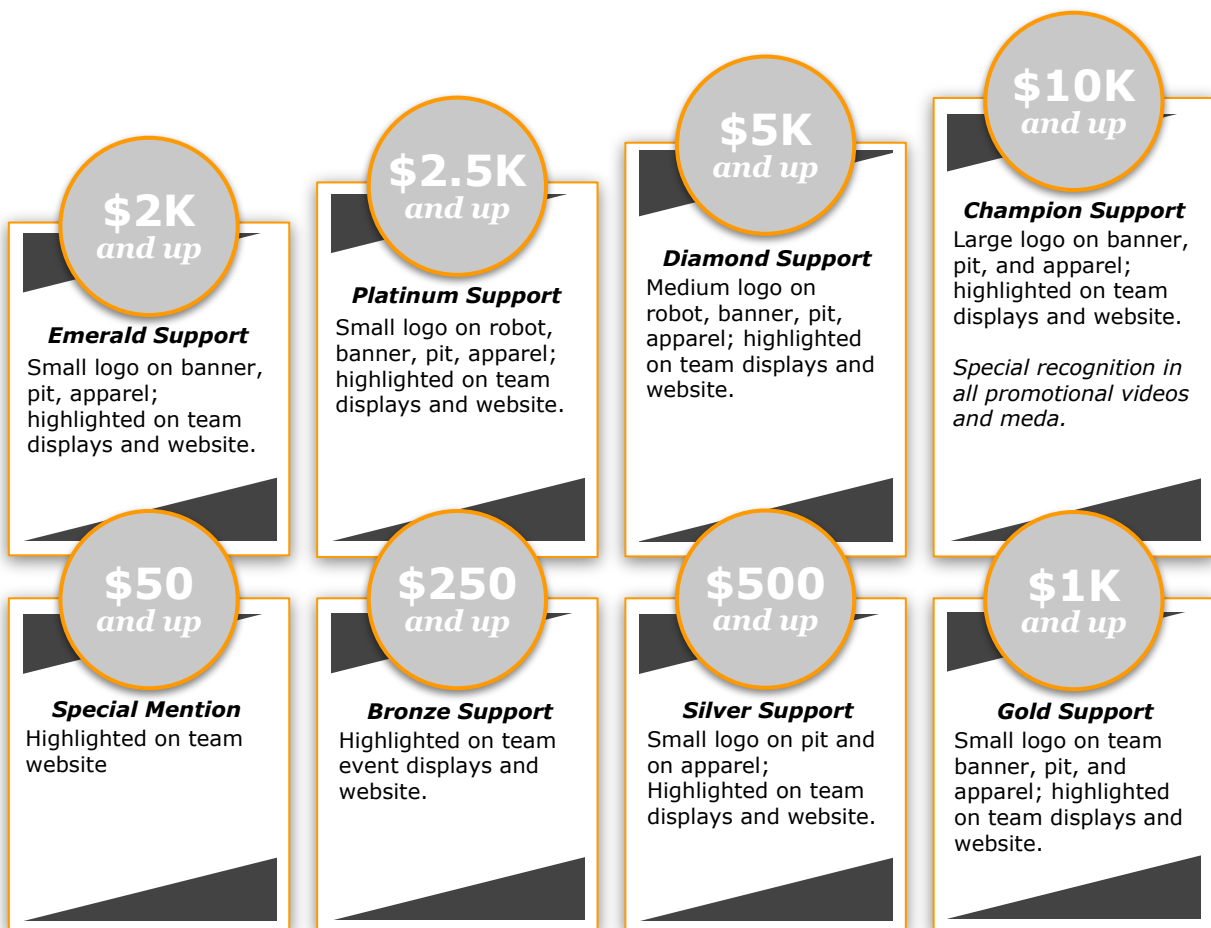 $2K
and up
Emerald Support
Small logo on banner,
pit, apparel;
highlighted on team
displays and website.
$2.5K
and up
Platinum Support
Small logo on robot,
banner, pit, apparel;
highlighted on team
displays and website.
$5K
and up
Diamond Support
Medium logo on
robot, banner, pit,
apparel; highlighted
on team displays and
website.
$10K
and up
Champion Support
Large logo on banner,
pit, and apparel;
highlighted on team
displays and website.
Special recognition in
all promotional videos
and meda.
$50
and up
Special Mention
Highlighted on team
website
$250
and up
Bronze Support
Highlighted on team
event displays and
website.
$500
and up
Silver Support
Small logo on pit and
on apparel;
Highlighted on team
displays and website.
$1K
and up
Gold Support
Small logo on team
banner, pit, and
apparel; highlighted
on team displays and
website.